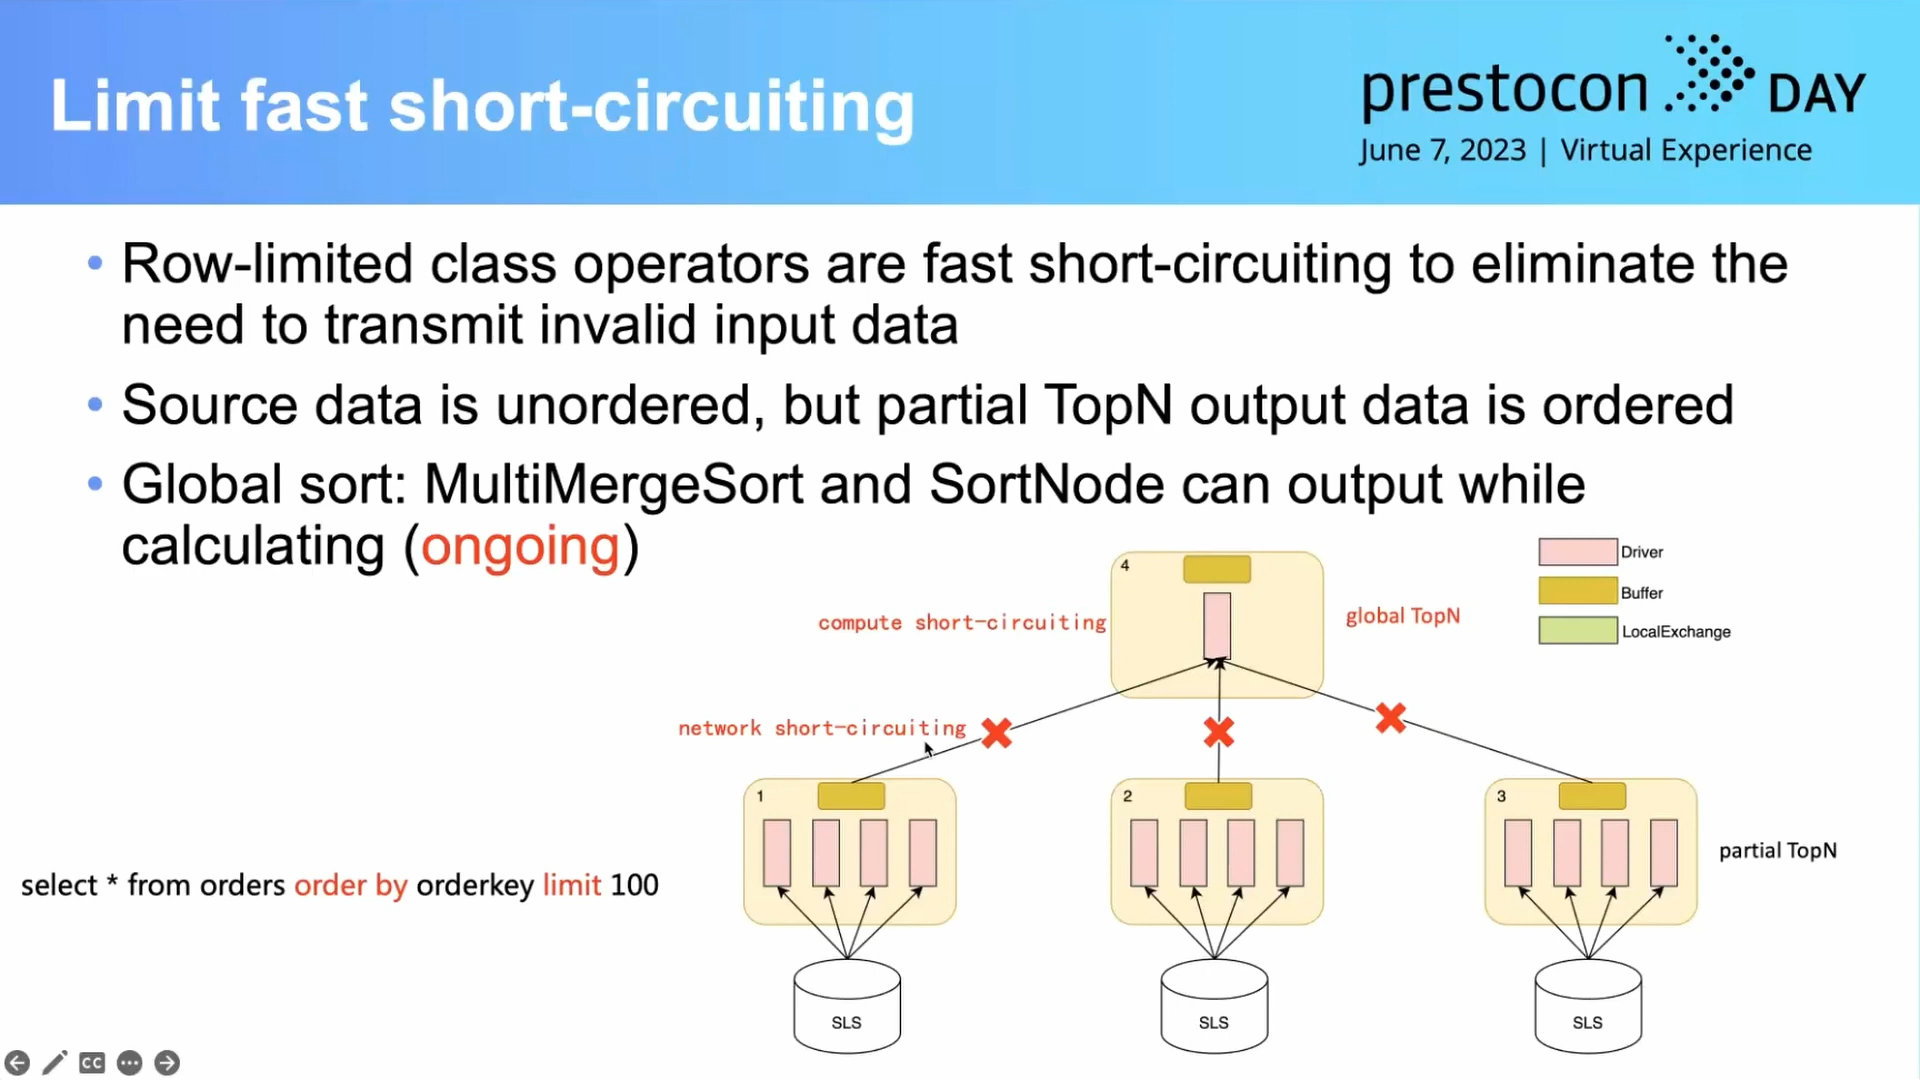 Limit fast short-circuiting
prestocon DAY
June 7, 2023 | Virtual Experience
• Row-limited class operators are fast short-circuiting to eliminate the
need to transmit invalid input data
• Source data is unordered, but partial TopN output data is ordered
• Global sort: MultiMergeSort and SortNode can output while
calculating (ongoing)
Driver
Buffer
LocalExchange
4
compute short-circuiting
global TopN
network short-circuiting
1
2
3
partial TopN
select * from orders order by orderkey limit 100
SLS
SLS
SLS
CC